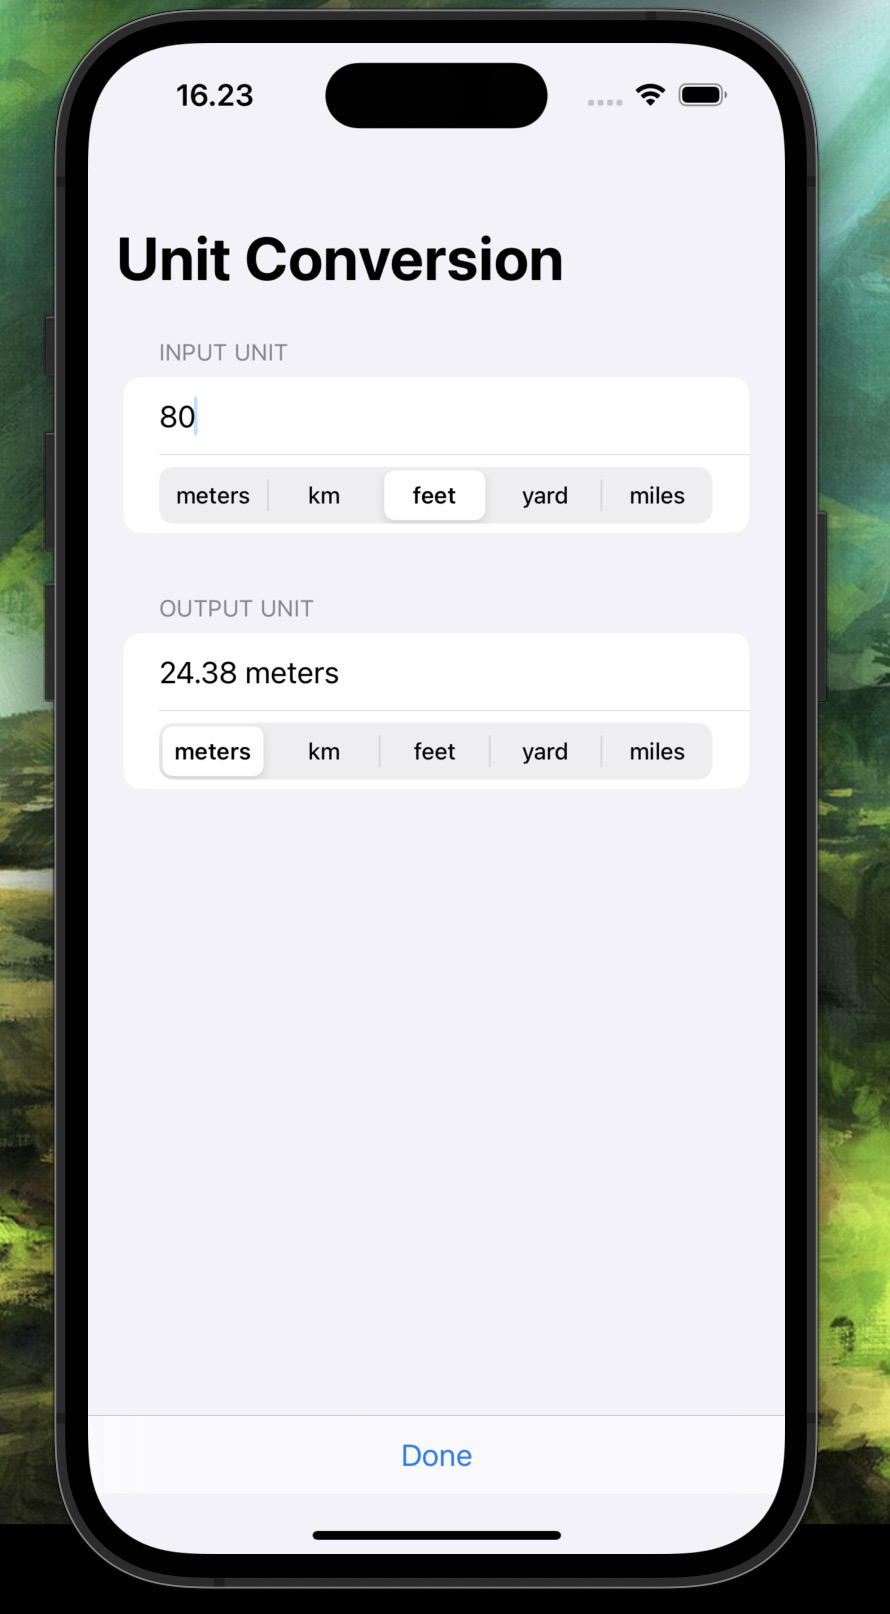 16.23
Unit Conversion
INPUT UNIT
80
meters km feet yard miles
OUTPUT UNIT
24.38 meters
meters km feet yard miles
Done